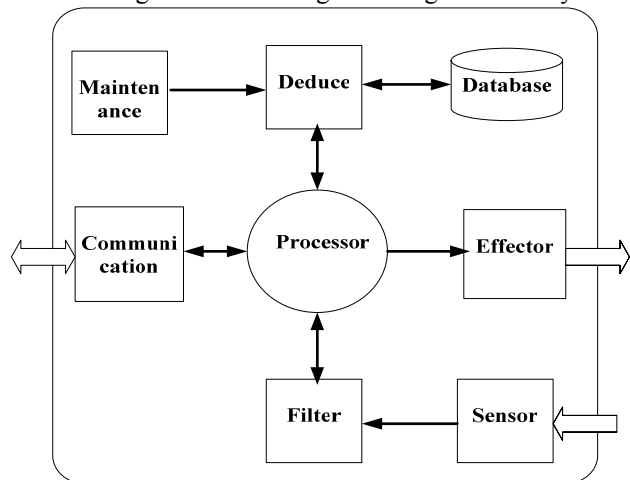 Mainten
ance
Deduce
Database
Communi
cation
Processor
Effector
Filter
Sensor